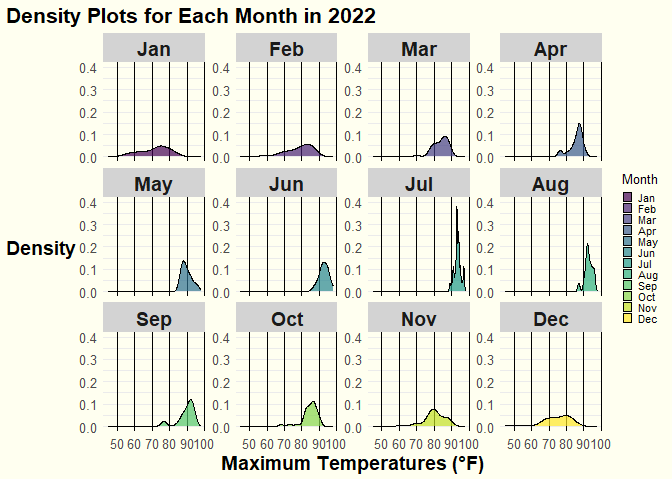 Density Plots for Each Month in 2022
Jan Feb Mar Apr
0.4 0.4 0.4 0.4
0.3 0.3 0.3 0.3
0.2 0.2 0.2 0.2
0.1 0.1 0.1 0.1
0.0 0.0 0.0 0.0
May Jun Jul Aug
0.4 0.4 0.4 0.4
0.3 0.3 0.3 0.3
0.2 0.2 0.2 0.2
0.1 0.1 0.1 0.1
0.0 0.0 0.0 0.0
Sep Oct Nov Dec
0.4 0.4 0.4 0.4
0.3 0.3 0.3 0.3
0.2 0.2 0.2 0.2
0.1 0.1 0.1 0.1
0.0 0.0 0.0 0.0
50 60 70 80 90 100 50 60 70 80 90 100 50 60 70 80 90 100 50 60 70 80 90 100
Density
Maximum Temperatures (°F)
Month
Jan
Feb
Mar
Apr
May
Jun
Jul
Aug
Sep
Oct
Nov
Dec